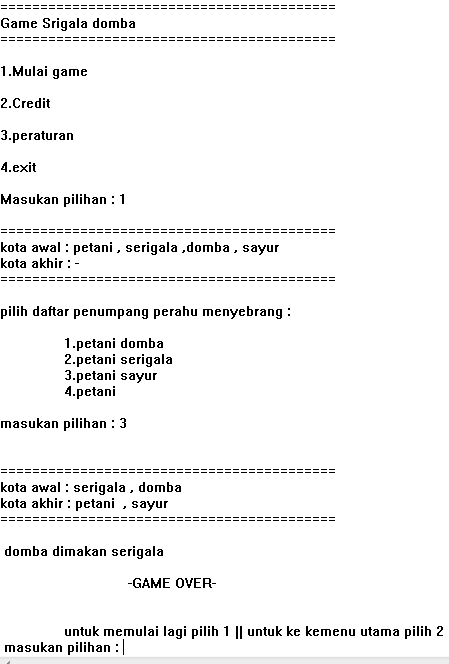 ==========================================
Game Srigala domba
==========================================
1.Mulai game
2.Credit
3.peraturan
4.exit
Masukan pilihan : 1
==========================================
kota awal : petani , serigala ,domba , sayur
kota akhir : -
==========================================
pilih daftar penumpang perahu menyebrang :
1.petani domba
2.petani serigala
3.petani sayur
4.petani
masukan pilihan : 3
==========================================
kota awal : serigala , domba
kota akhir : petani , sayur
==========================================
domba dimakan serigala
-GAME OVER-
untuk memulai lagi pilih 1 || untuk ke kemenu utama pilih 2
masukan pilihan :